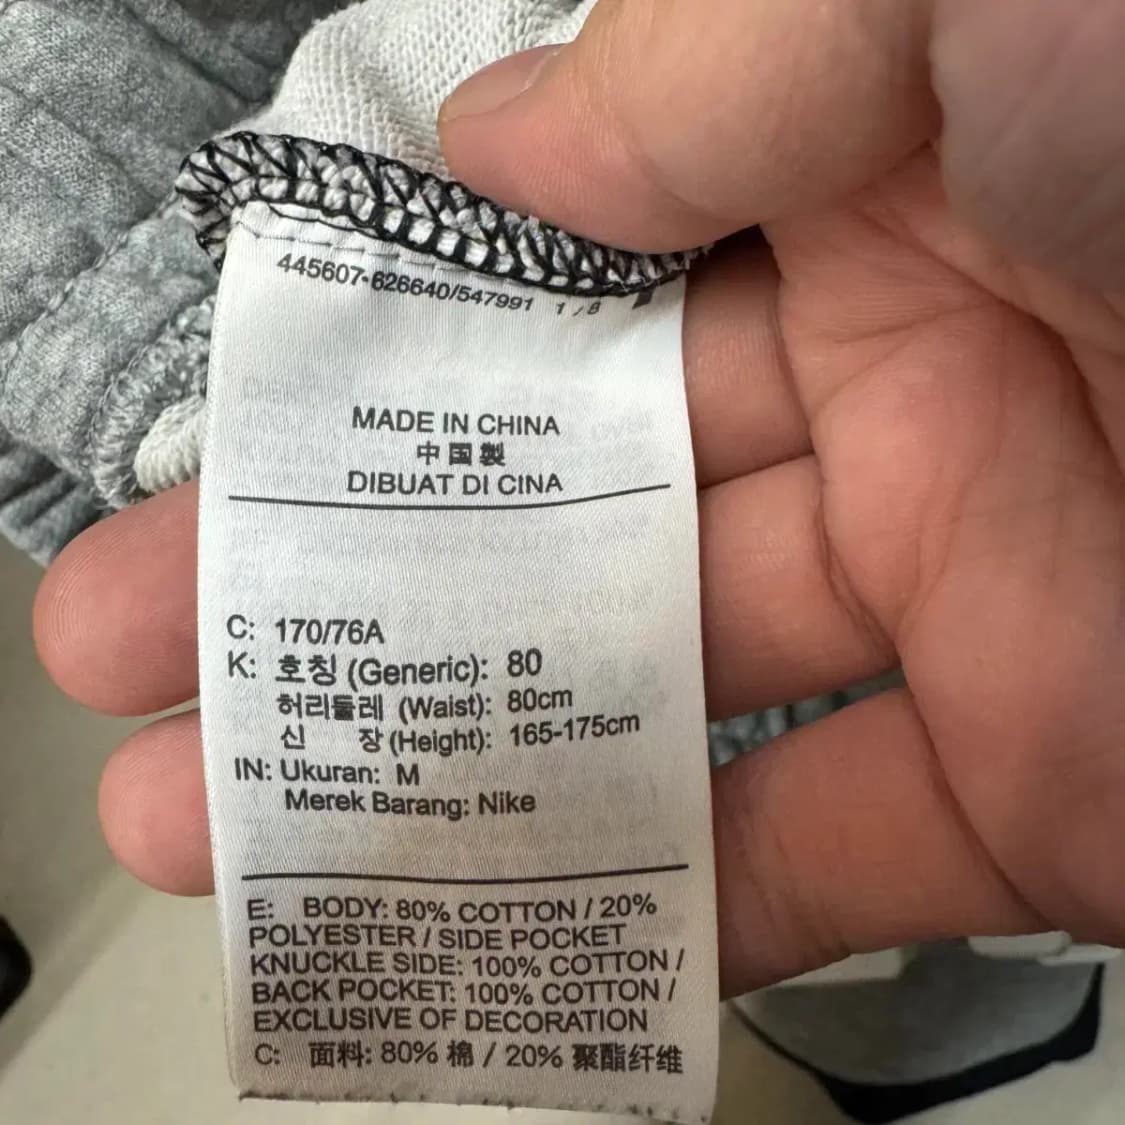 445607-626640/547991 1/8
MADE IN CHINA
中国製
DIBUAT DI CINA
C: 170/76A
K: 호칭 (Generic): 80
허리둘레 (Waist): 80cm
신 장 (Height): 165-175cm
IN: Ukuran: M
Merek Barang: Nike
E: BODY: 80% COTTON / 20%
POLYESTER / SIDE POCKET
KNUCKLE SIDE: 100% COTTON /
BACK POCKET: 100% COTTON /
EXCLUSIVE OF DECORATION
C: 面料: 80% 棉 / 20% 聚酯纤维